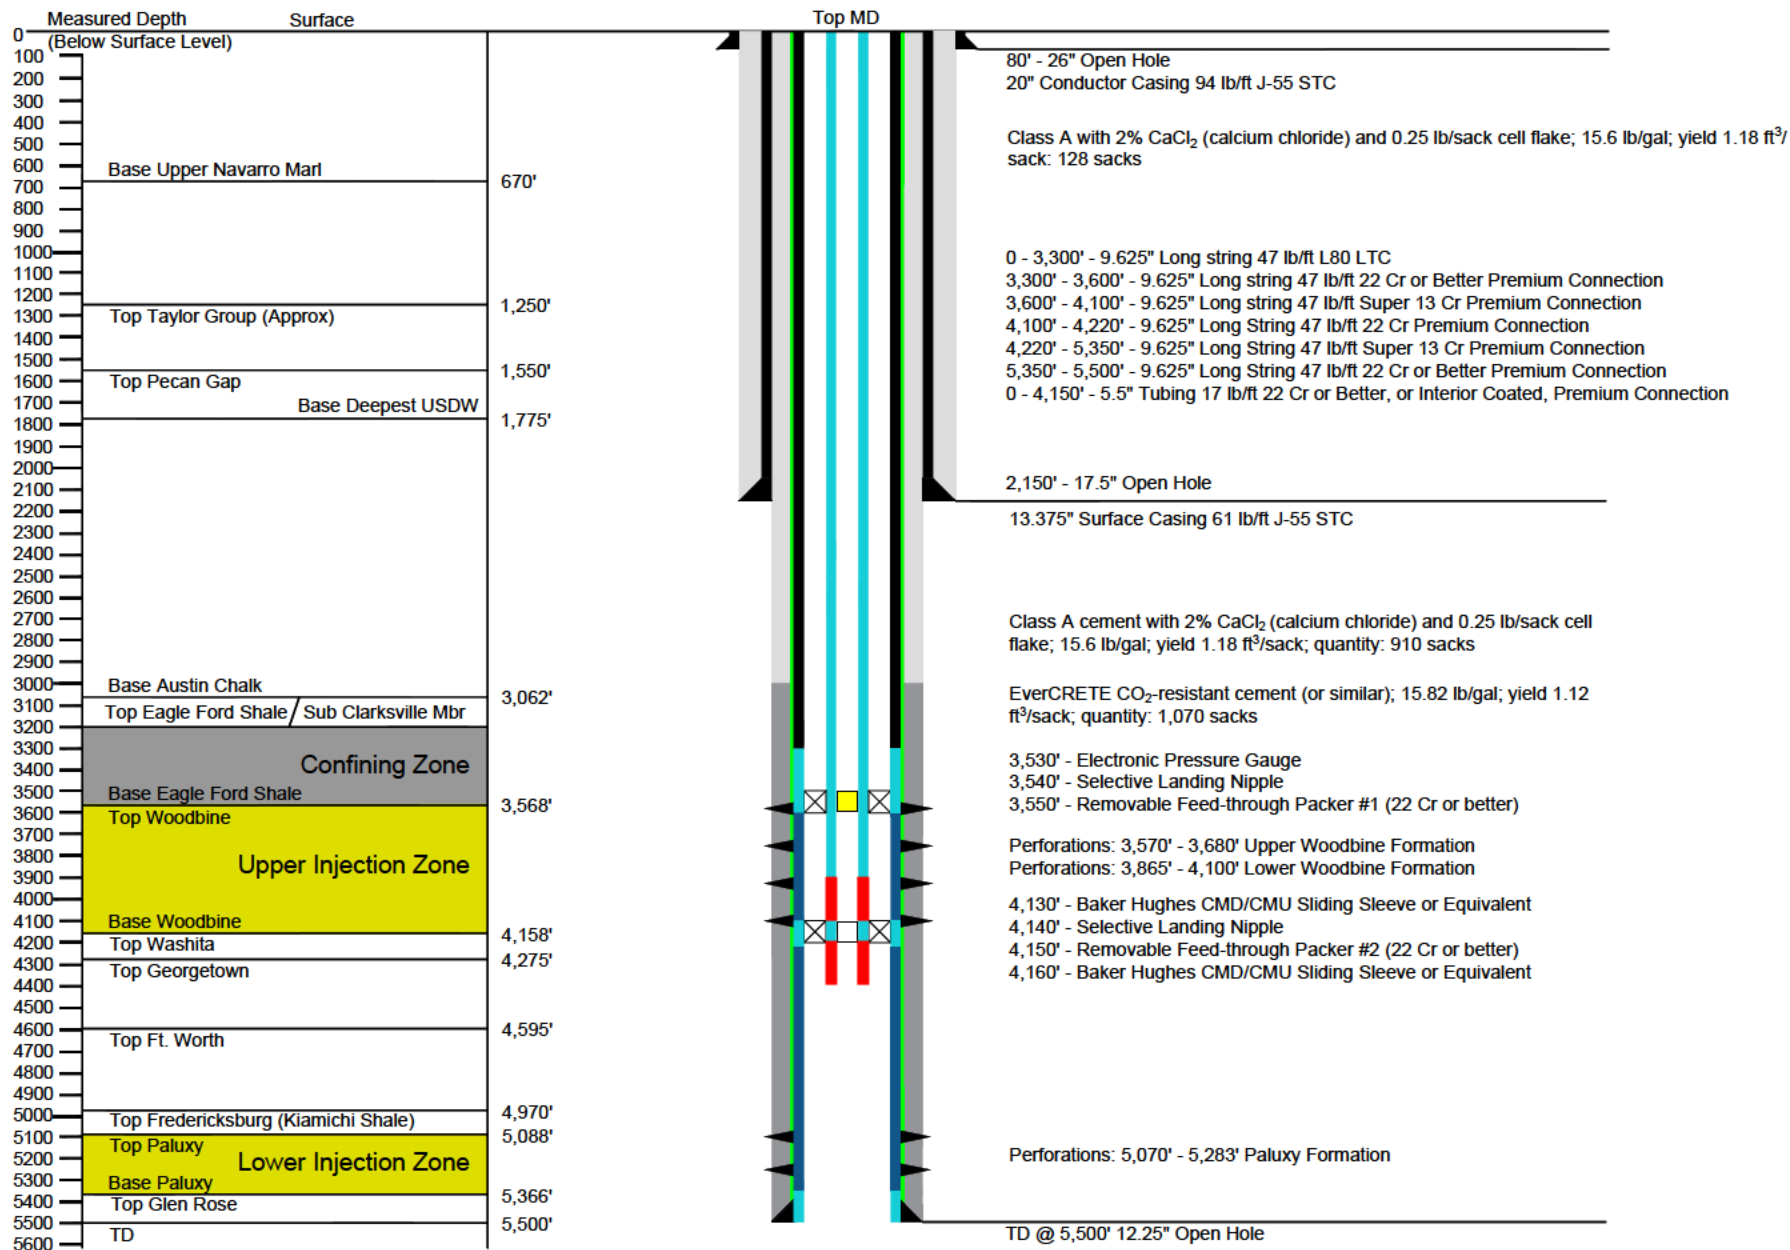 Measured Depth
Surface
Top MD
(Below Surface Level)
0
100
200
300
400
500
600
700
800
900
1000
1100
1200
1300
1400
1500
1600
1700
1800
1900
2000
2100
2200
2300
2400
2500
2600
2700
2800
2900
3000
3100
3200
3300
3400
3500
3600
3700
3800
3900
4000
4100
4200
4300
4400
4500
4600
4700
4800
4900
5000
5100
5200
5300
5400
5500
5600
Base Upper Navarro Marl
670'
1,250'
Top Taylor Group (Approx)
1,550'
Top Pecan Gap
Base Deepest USDW
1,775'
Base Austin Chalk
3,062'
Top Eagle Ford Shale / Sub Clarksville Mbr
Confining Zone
Base Eagle Ford Shale
3,568'
Top Woodbine
Upper Injection Zone
Base Woodbine
4,158'
Top Washita
4,275'
Top Georgetown
4,595'
Top Ft. Worth
4,970'
Top Fredericksburg (Kiamichi Shale)
5,088'
Top Paluxy
Lower Injection Zone
Base Paluxy
5,366'
Top Glen Rose
5,500'
TD
80' - 26" Open Hole
20" Conductor Casing 94 lb/ft J-55 STC
Class A with 2% CaCl₂ (calcium chloride) and 0.25 lb/sack cell flake; 15.6 lb/gal; yield 1.18 ft³/
sack: 128 sacks
0 - 3,300' - 9.625" Long string 47 lb/ft L80 LTC
3,300' - 3,600' - 9.625" Long string 47 lb/ft 22 Cr or Better Premium Connection
3,600' - 4,100' - 9.625" Long string 47 lb/ft Super 13 Cr Premium Connection
4,100' - 4,220' - 9.625" Long String 47 lb/ft 22 Cr Premium Connection
4,220' - 5,350' - 9.625" Long String 47 lb/ft Super 13 Cr Premium Connection
5,350' - 5,500' - 9.625" Long String 47 lb/ft 22 Cr or Better Premium Connection
0 - 4,150' - 5.5" Tubing 17 lb/ft 22 Cr or Better, or Interior Coated, Premium Connection
2,150' - 17.5" Open Hole
13.375" Surface Casing 61 lb/ft J-55 STC
Class A cement with 2% CaCl₂ (calcium chloride) and 0.25 lb/sack cell
flake; 15.6 lb/gal; yield 1.18 ft³/sack; quantity: 910 sacks
EverCRETE CO₂-resistant cement (or similar); 15.82 lb/gal; yield 1.12
ft³/sack; quantity: 1,070 sacks
3,530' - Electronic Pressure Gauge
3,540' - Selective Landing Nipple
3,550' - Removable Feed-through Packer #1 (22 Cr or better)
Perforations: 3,570' - 3,680' Upper Woodbine Formation
Perforations: 3,865' - 4,100' Lower Woodbine Formation
4,130' - Baker Hughes CMD/CMU Sliding Sleeve or Equivalent
4,140' - Selective Landing Nipple
4,150' - Removable Feed-through Packer #2 (22 Cr or better)
4,160' - Baker Hughes CMD/CMU Sliding Sleeve or Equivalent
Perforations: 5,070' - 5,283' Paluxy Formation
TD @ 5,500' 12.25" Open Hole